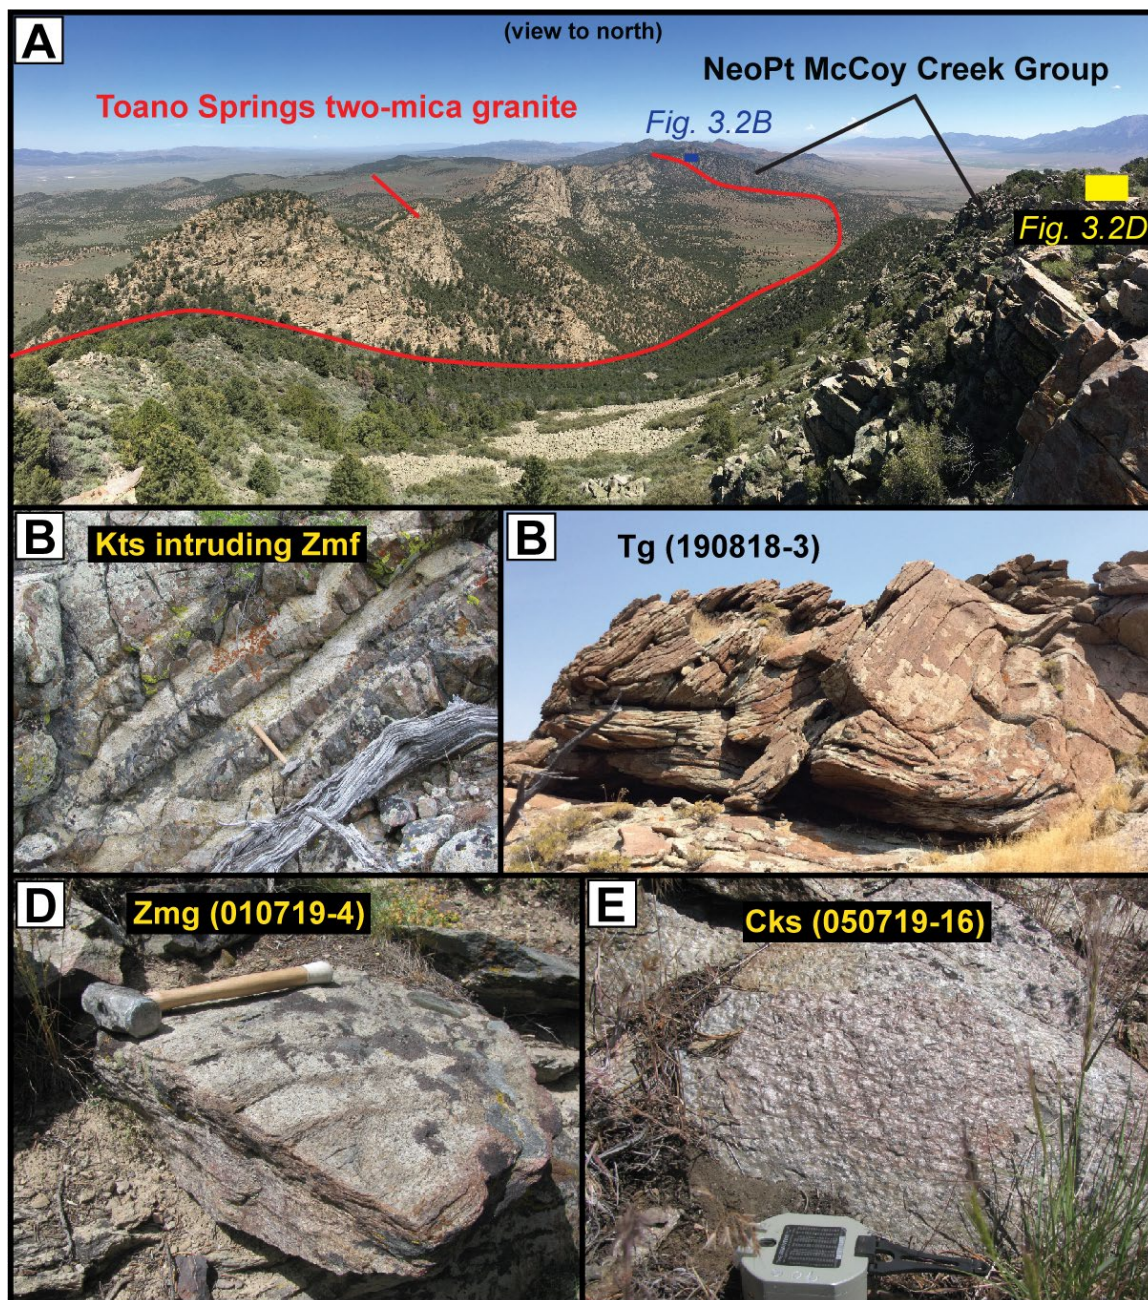 A
(view to north)
NeoPt McCoy Creek Group
Toano Springs two-mica granite
Fig. 3.2B
Fig. 3.2D
B
Kts intruding Zmf
B
Tg (190818-3)
D
Zmg (010719-4)
E
Cks (050719-16)